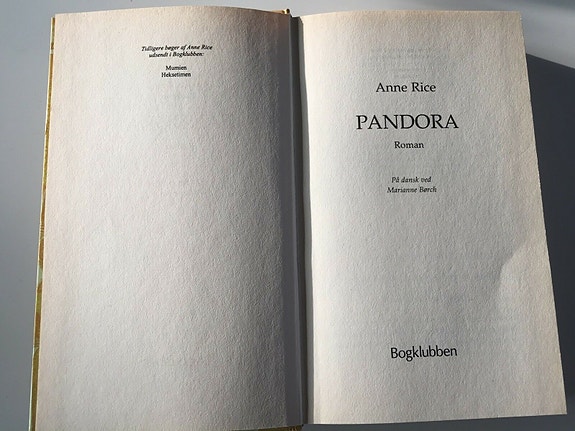 Tidligere bøger af Anne Rice
udsendt i Bogklubben:
Mumien
Heksetimen
Anne Rice
PANDORA
Roman
På dansk ved
Marianne Børch
Bogklubben